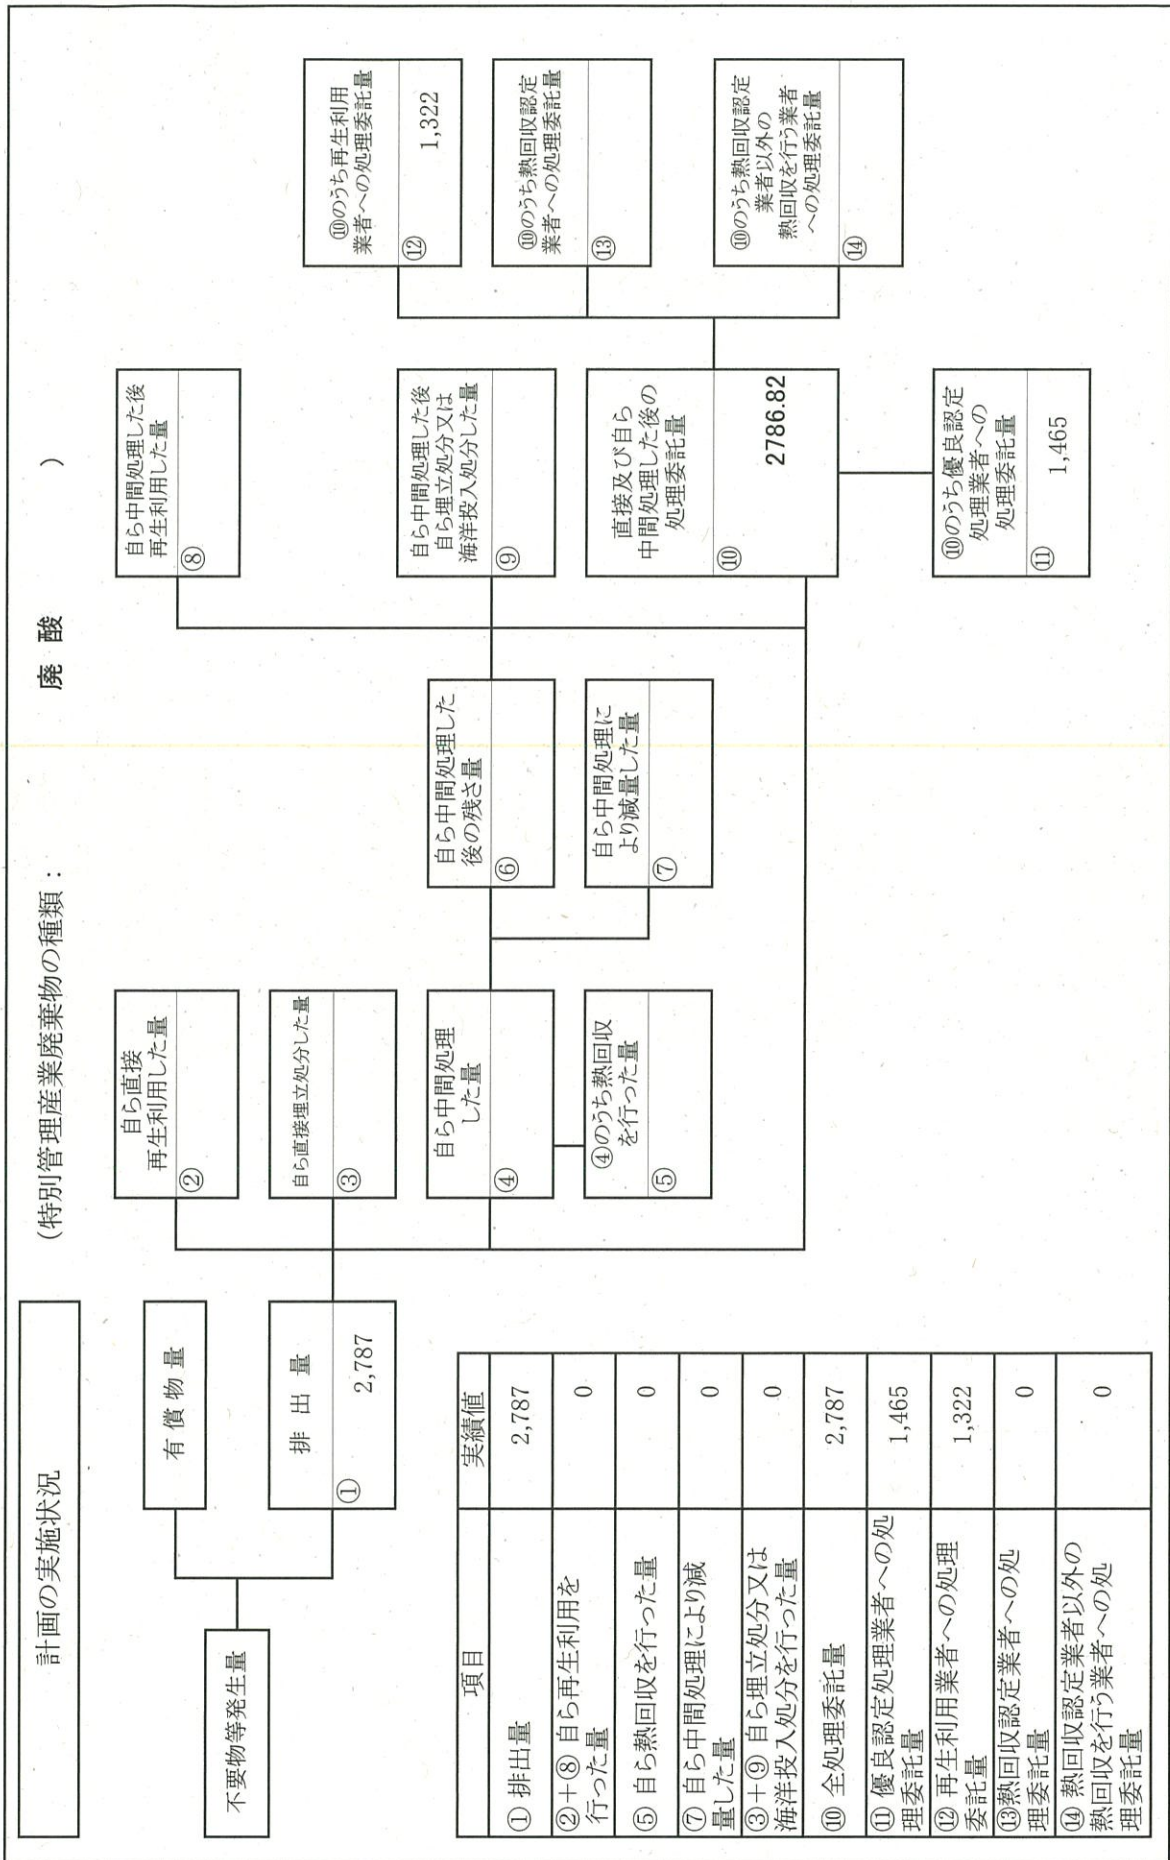 計画の実施状況
(特別管理産業廃棄物の種類： 廃 酸 )
不要物等発生量
有 償 物 量
排 出 量
①
2,787
自ら直接
再生利用した量
②
自ら直接埋立処分した量
③
自ら中間処理
した量
④
④のうち熱回収
を行った量
⑤
自ら中間処理した
後の残さ量
⑥
自ら中間処理に
より減量した量
⑦
自ら中間処理した後
再生利用した量
⑧
自ら中間処理した後
自ら埋立処分又は
海洋投入処分した量
⑨
直接及び自ら
中間処理した後の
処理委託量
⑩
2786.82
⑩のうち優良認定
処理業者への
処理委託量
⑪
1,465
⑩のうち再生利用
業者への処理委託量
⑫
1,322
⑩のうち熱回収認定
業者への処理委託量
⑬
⑩のうち熱回収認定
業者以外の
熱回収を行う業者
への処理委託量
⑭
項目 実績値
① 排出量 2,787
②＋⑧ 自ら再生利用を
行った量 0
⑤ 自ら熱回収を行った量 0
⑦ 自ら中間処理により減
量した量 0
③＋⑨ 自ら埋立処分又は
海洋投入処分を行った量 0
⑩ 全処理委託量 2,787
⑪ 優良認定処理業者への処
理委託量 1,465
⑫ 再生利用業者への処理
委託量 1,322
⑬熱回収認定業者への処
理委託量 0
⑭ 熱回収認定業者以外の
熱回収を行う業者への処
理委託量 0